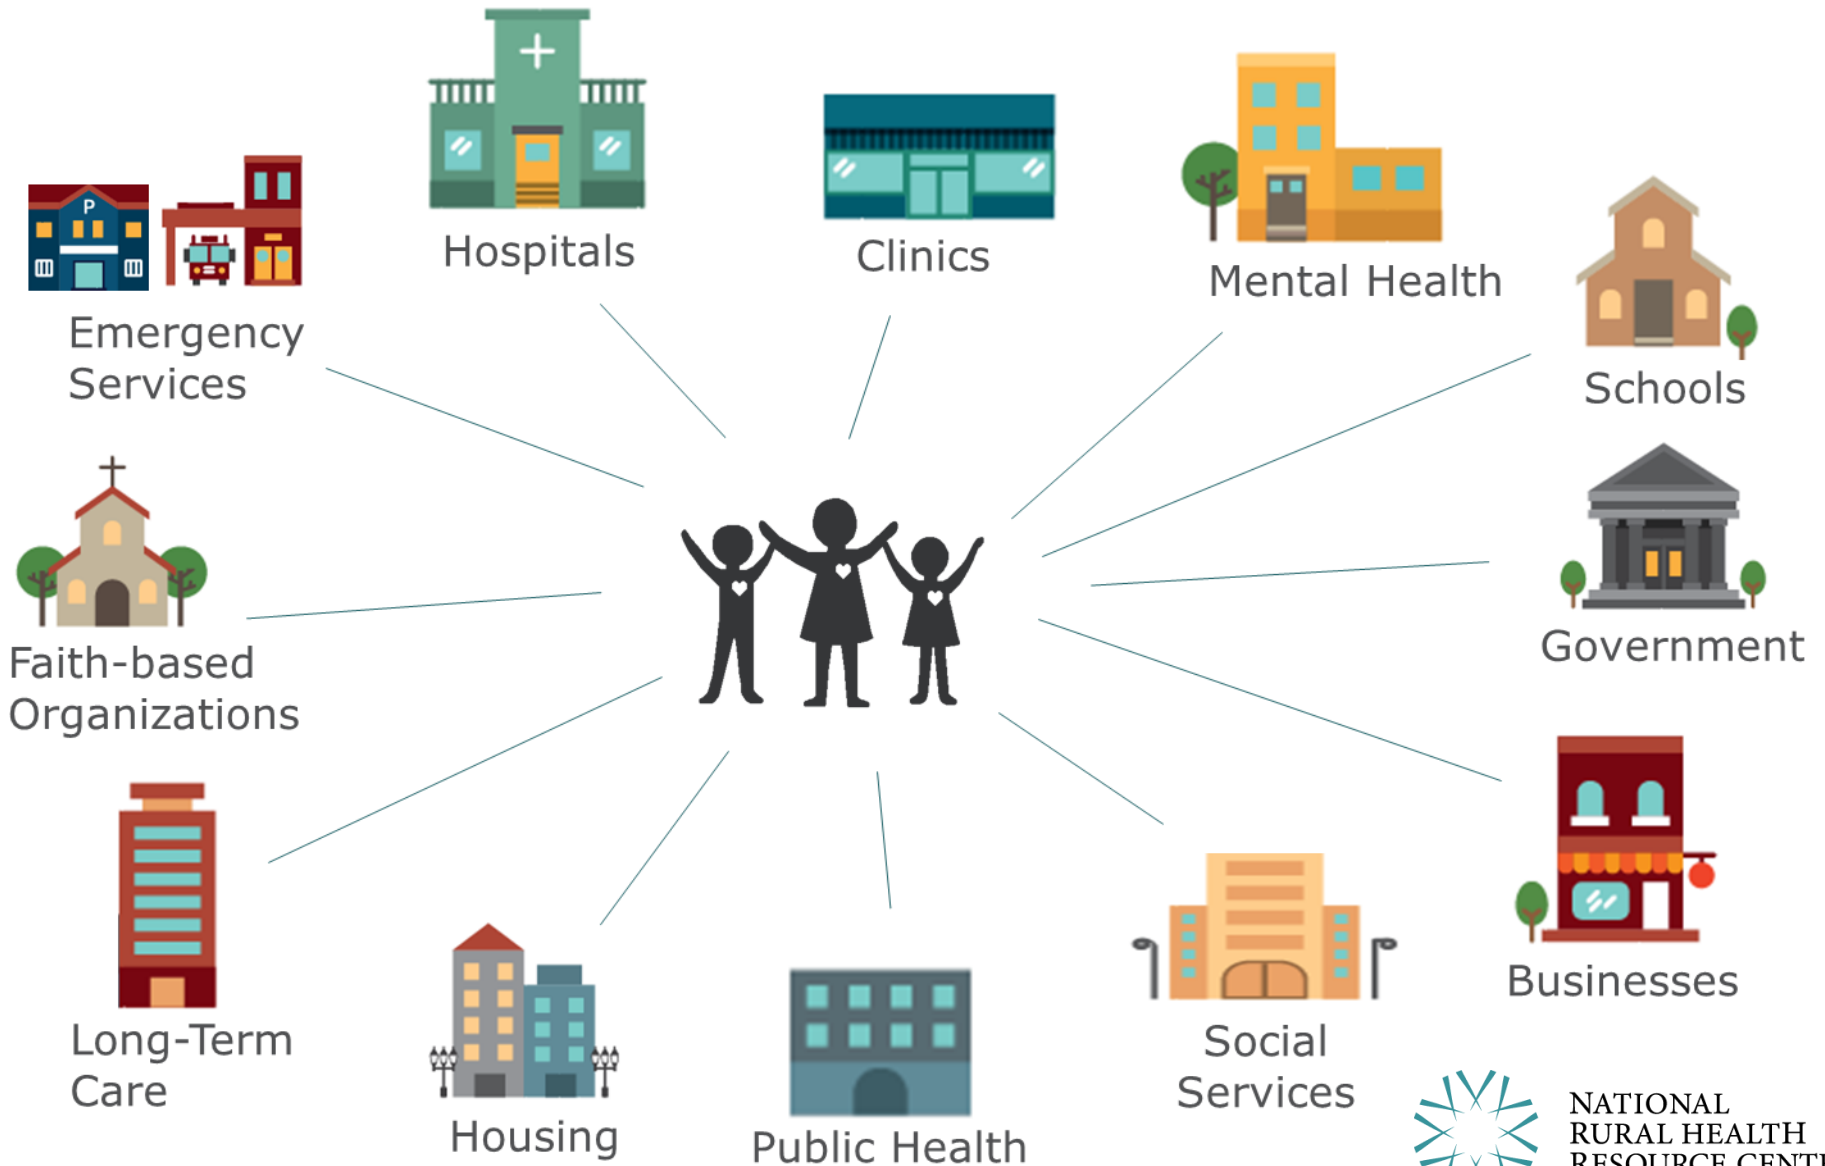 Hospitals
Clinics
Mental Health
P
Emergency
Services
Schools
Faith-based
Organizations
Government
Long-Term
Care
Housing
Public Health
Social
Services
Businesses
NATIONAL
RURAL HEALTH
RESOURCE